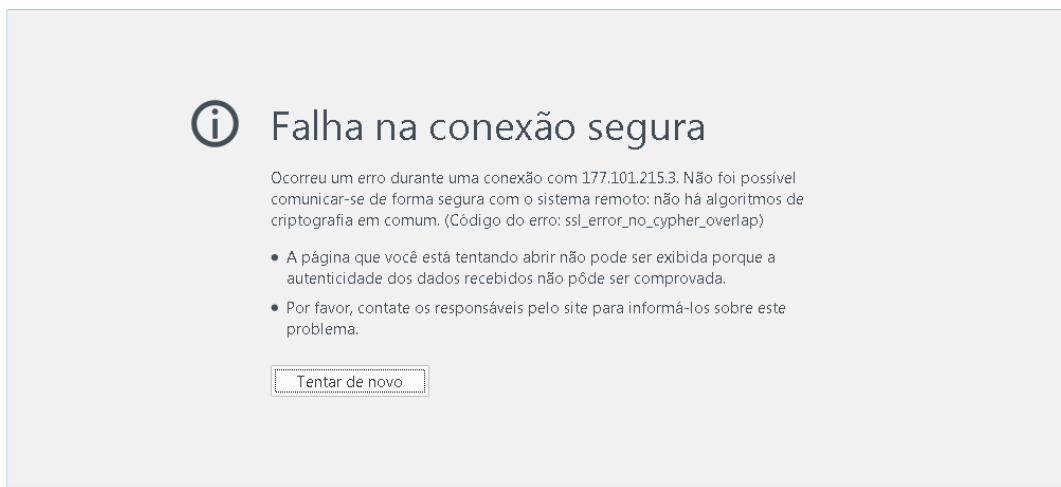 Falha na conexão segura
Ocorreu um erro durante uma conexão com 177.101.215.3. Não foi possível
comunicar-se de forma segura com o sistema remoto: não há algoritmos de
criptografia em comum. (Código do erro: ssl_error_no_cypher_overlap)
• A página que você está tentando abrir não pode ser exibida porque a
autenticidade dos dados recebidos não pôde ser comprovada.
• Por favor, contate os responsáveis pelo site para informá-los sobre este
problema.
Tentar de novo